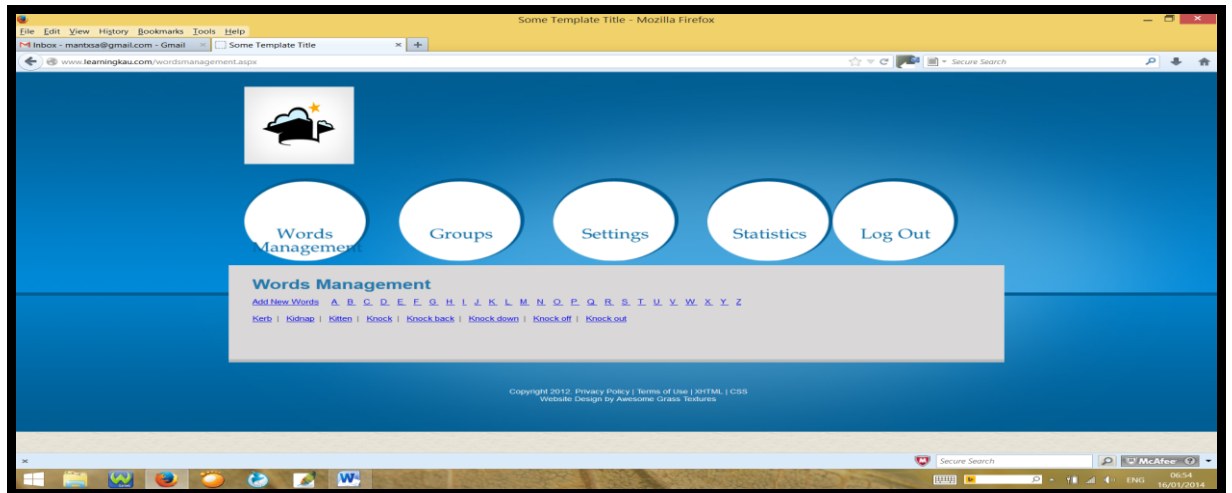 Some Template Title - Mozilla Firefox
File Edit View History Bookmarks Tools Help
Inbox - mantxsa@gmail.com - Gmail × Some Template Title × +
www.learningkau.com/wordsmanagement.aspx Secure Search
Words Management
Groups
Settings
Statistics
Log Out
Words Management
Add New Words A B C D E F G H I J K L M N O P Q R S T U V W X Y Z
Kerb | Kidnap | Kitten | Knock | Knock back | Knock down | Knock off | Knock out
Copyright 2012. Privacy Policy | Terms of Use | XHTML | CSS
Website Design by Awesome Grass Textures
× Secure Search McAfee
W ENG 06:54
16/01/2014